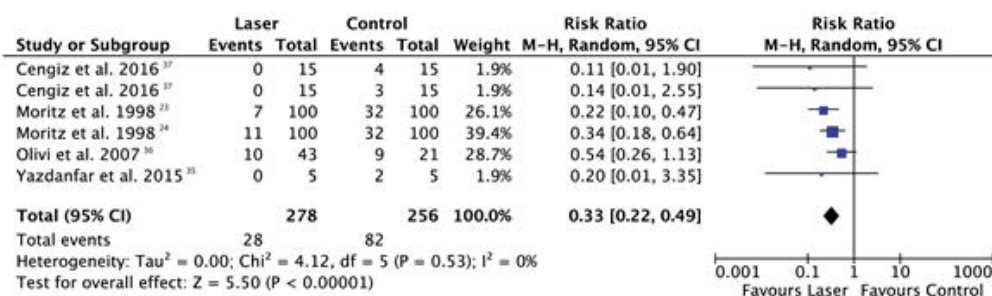 Laser Control Risk Ratio Risk Ratio
Study or Subgroup Events Total Events Total Weight M-H, Random, 95% CI M-H, Random, 95% CI
Cengiz et al. 2016 37 0 15 4 15 1.9% 0.11 [0.01, 1.90]
Cengiz et al. 2016 37 0 15 3 15 1.9% 0.14 [0.01, 2.55]
Moritz et al. 1998 23 7 100 32 100 26.1% 0.22 [0.10, 0.47]
Moritz et al. 1998 24 11 100 32 100 39.4% 0.34 [0.18, 0.64]
Olivi et al. 2007 36 10 43 9 21 28.7% 0.54 [0.26, 1.13]
Yazdanfar et al. 2015 35 0 5 2 5 1.9% 0.20 [0.01, 3.35]
Total (95% CI) 278 256 100.0% 0.33 [0.22, 0.49]
Total events 28 82
Heterogeneity: Tau² = 0.00; Chi² = 4.12, df = 5 (P = 0.53); I² = 0%
Test for overall effect: Z = 5.50 (P < 0.00001)
0.001 0.1 1 10 1000
Favours Laser Favours Control